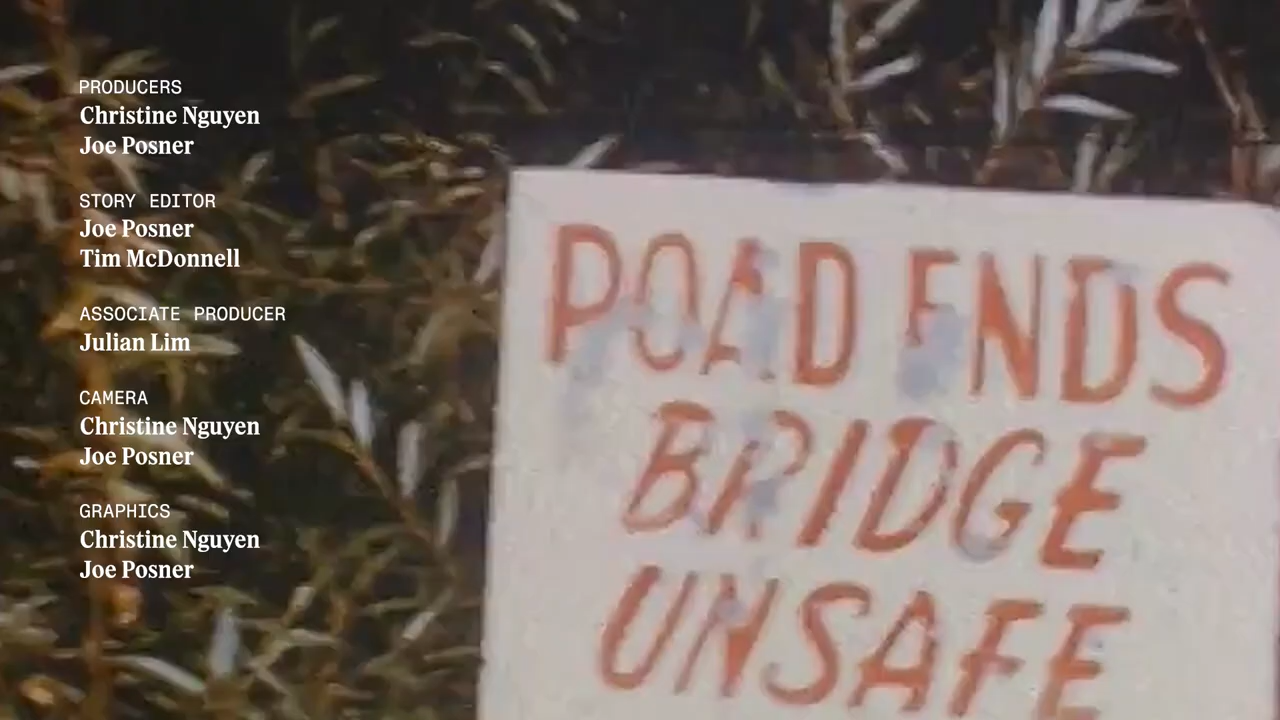 PRODUCERS
Christine Nguyen
Joe Posner
STORY EDITOR
Joe Posner
Tim McDonnell
ASSOCIATE PRODUCER
Julian Lim
CAMERA
Christine Nguyen
Joe Posner
GRAPHICS
Christine Nguyen
Joe Posner
ROAD ENDS
BRIDGE
UNSAFE